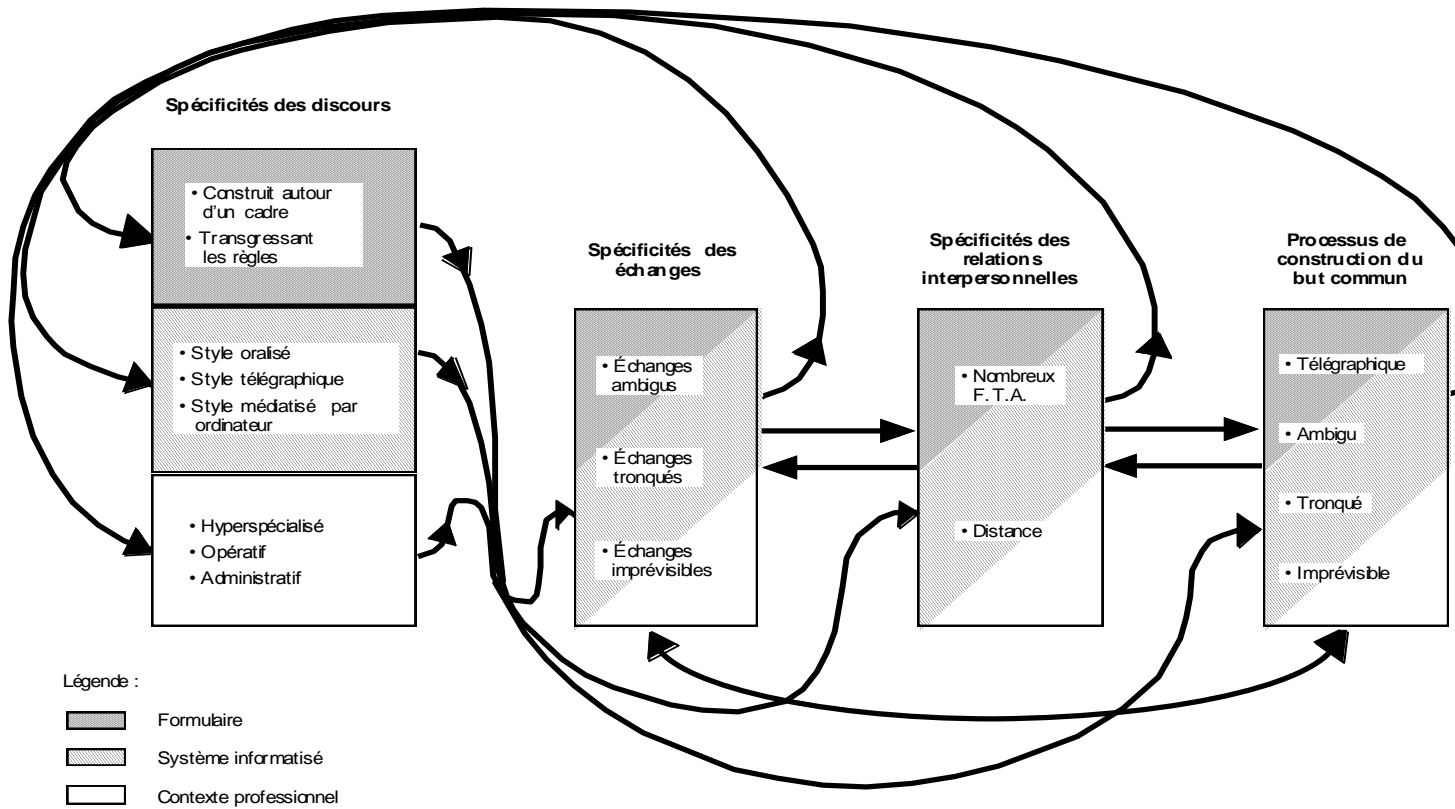 Spécificités des discours
• Construit autour
d'un cadre
• Transgressant
les règles
• Style oralisé
• Style télégraphique
• Style médiatisé par
ordinateur
• Hyperspécialisé
• Opératif
• Administratif
Spécificités des
échanges
• Échanges
ambigus
• Échanges
tronqués
• Échanges
imprévisibles
Spécificités des
relations
interpersonnelles
• Nombreux
F.T.A.
• Distance
Processus de
construction du
but commun
• Télégraphique
• Ambigu
• Tronqué
• Imprévisible
Légende :
Formulaire
Système informatisé
Contexte professionnel